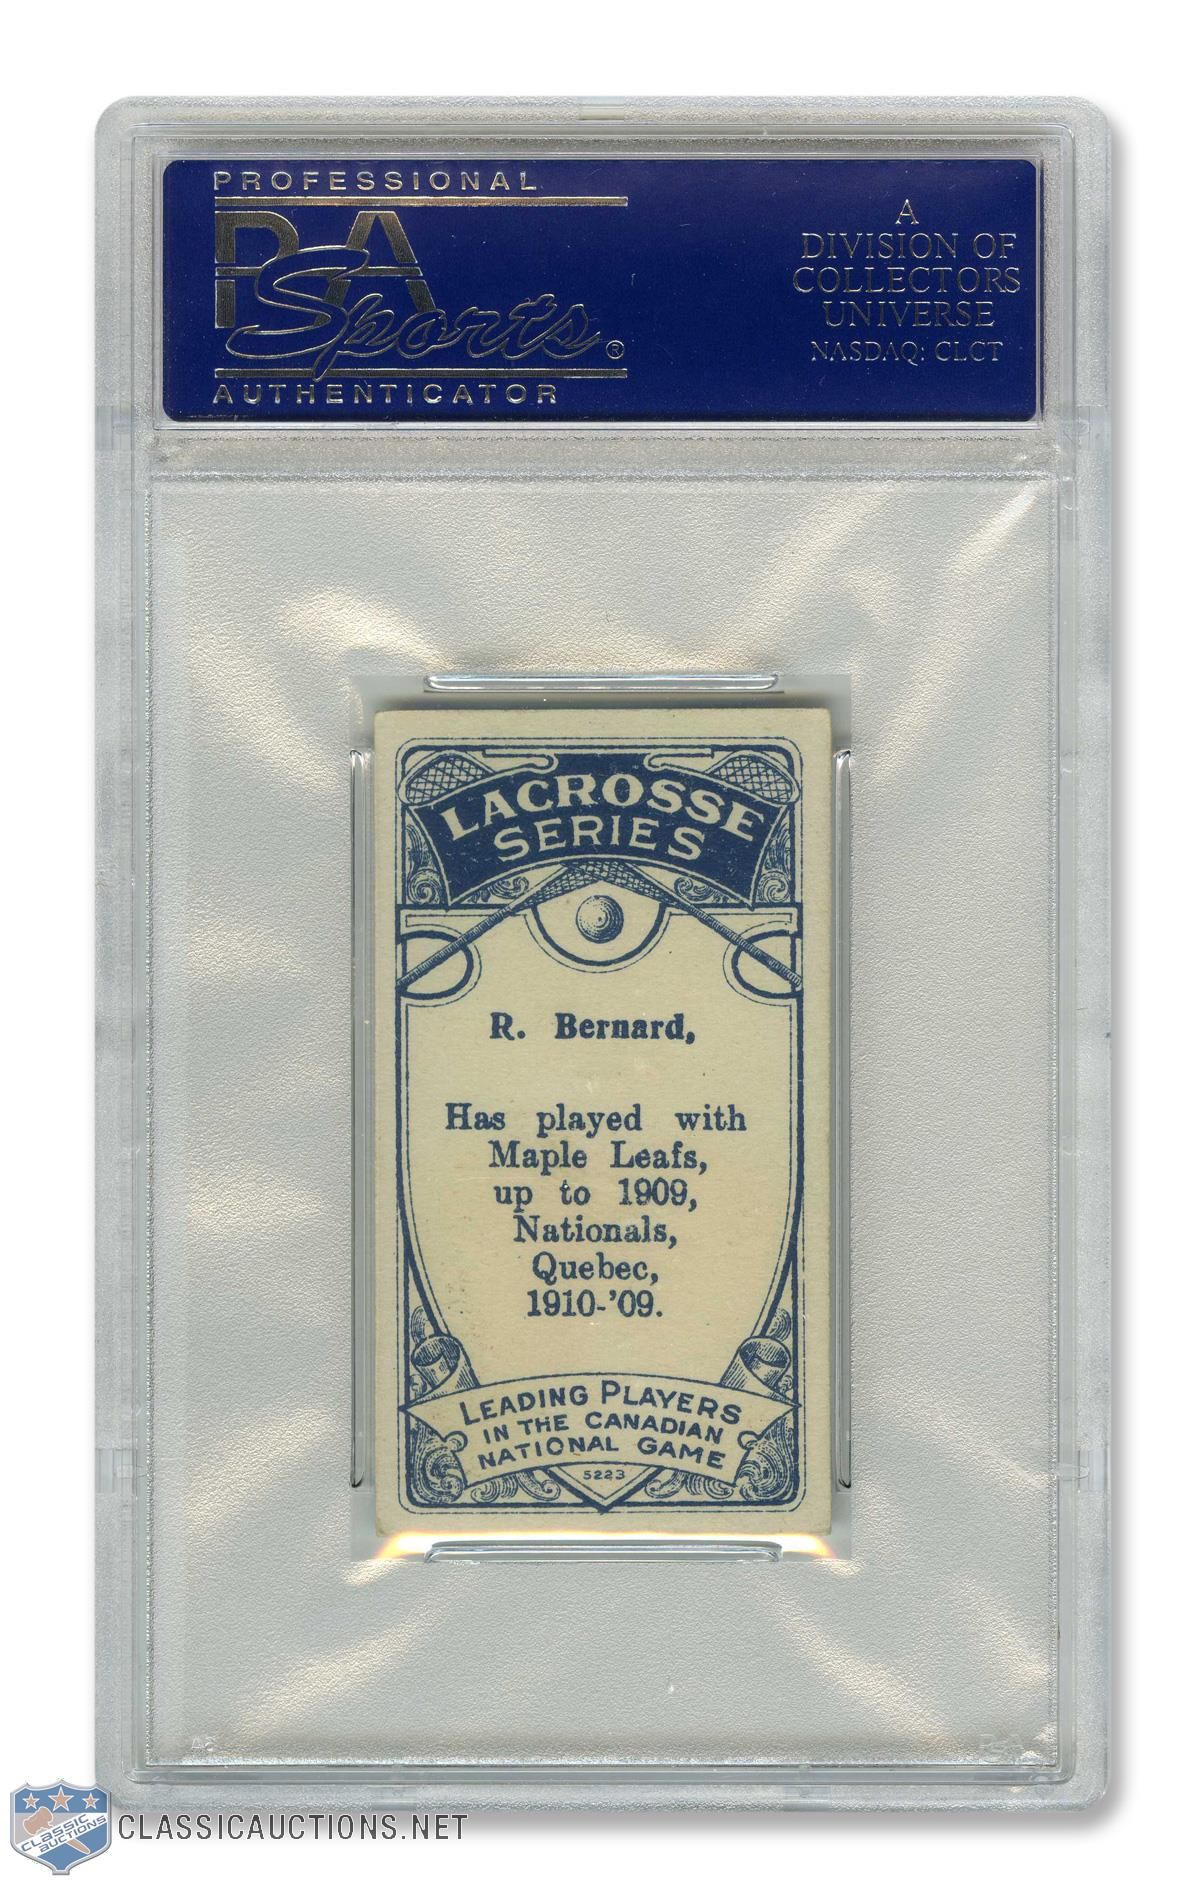 PROFESSIONAL
PSA
Sports®
AUTHENTICATOR
A
DIVISION OF
COLLECTORS
UNIVERSE
NASDAQ: CLCT
LACROSSE
SERIES
R. Bernard,
Has played with
Maple Leafs,
up to 1909,
Nationals,
Quebec,
1910-'09.
LEADING PLAYERS
IN THE CANADIAN
NATIONAL GAME
5223
PSA
CLASSIC
AUCTIONS
CLASSICAUCTIONS.NET